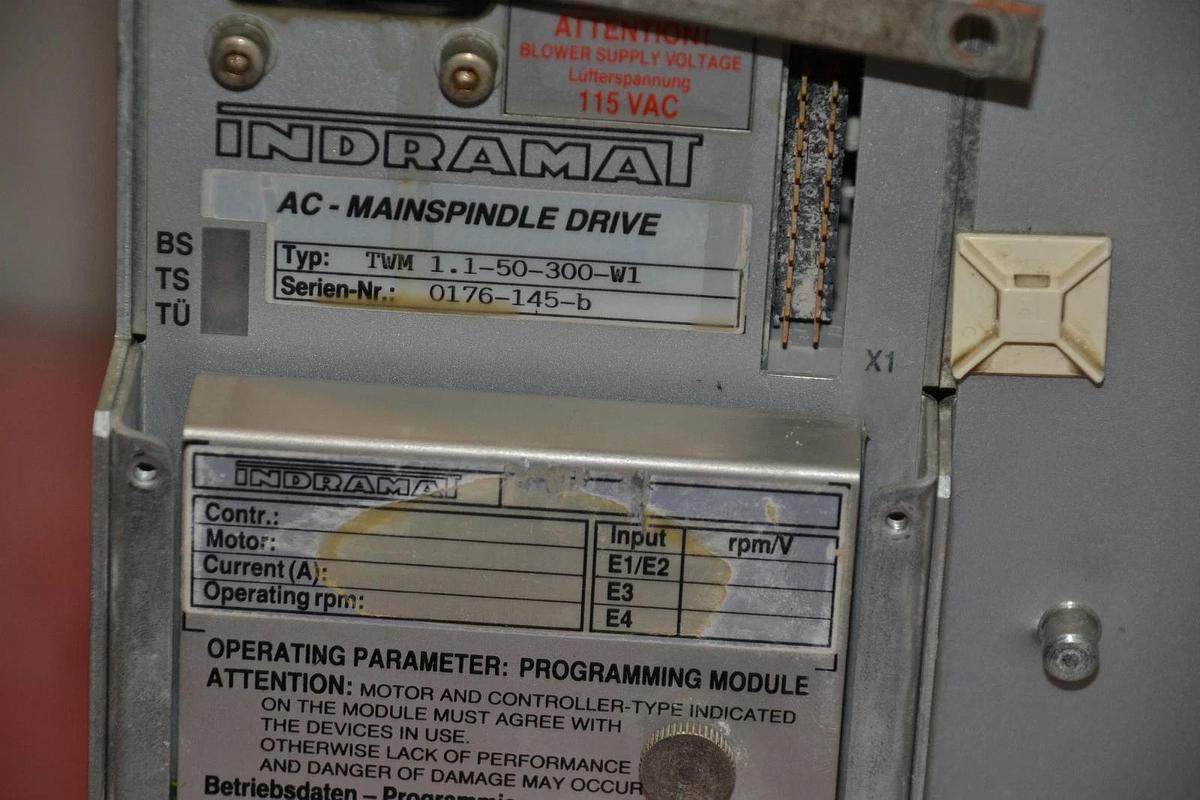 ATTENTION!
BLOWER SUPPLY VOLTAGE
Lüfterspannung
115 VAC
INDRAMAT
AC - MAINSPINDLE DRIVE
BS
TS
TÜ
Typ: TWM 1.1-50-300-W1
Serien-Nr.: 0176-145-b
X1
INDRAMAT
Contr.:
Motor:
Current (A):
Operating rpm:
Input rpm/V
E1/E2
E3
E4
OPERATING PARAMETER: PROGRAMMING MODULE
ATTENTION: MOTOR AND CONTROLLER-TYPE INDICATED
ON THE MODULE MUST AGREE WITH
THE DEVICES IN USE.
OTHERWISE LACK OF PERFORMANCE
AND DANGER OF DAMAGE MAY OCCUR
Betriebsdaten –